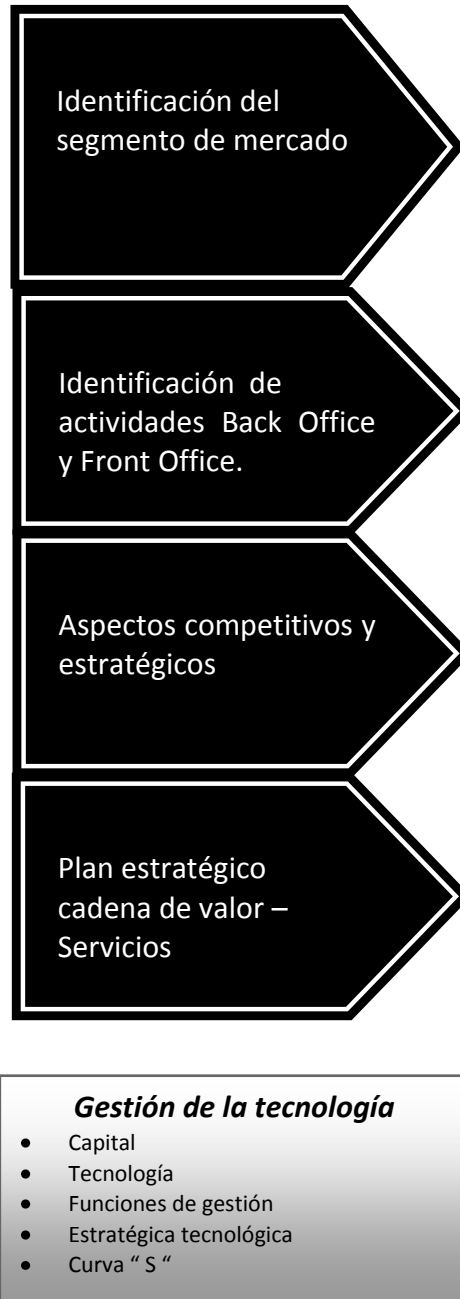 Identificación del
segmento de mercado
Identificación de
actividades Back Office
y Front Office.
Aspectos competitivos y
estratégicos
Plan estratégico
cadena de valor –
Servicios
Gestión de la tecnología
• Capital
• Tecnología
• Funciones de gestión
• Estratégica tecnológica
• Curva “ S “